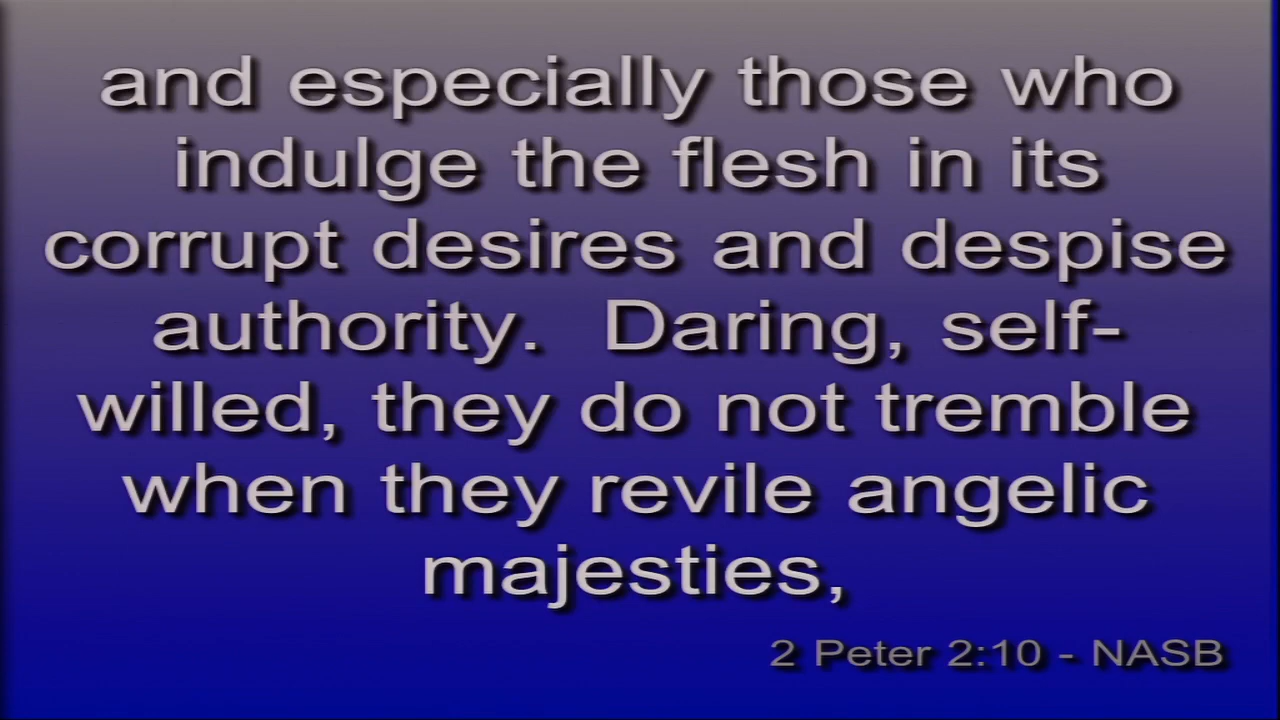 and especially those who
indulge the flesh in its
corrupt desires and despise
authority.  Daring, self-
willed, they do not tremble
when they revile angelic
majesties,
2 Peter 2:10 - NASB